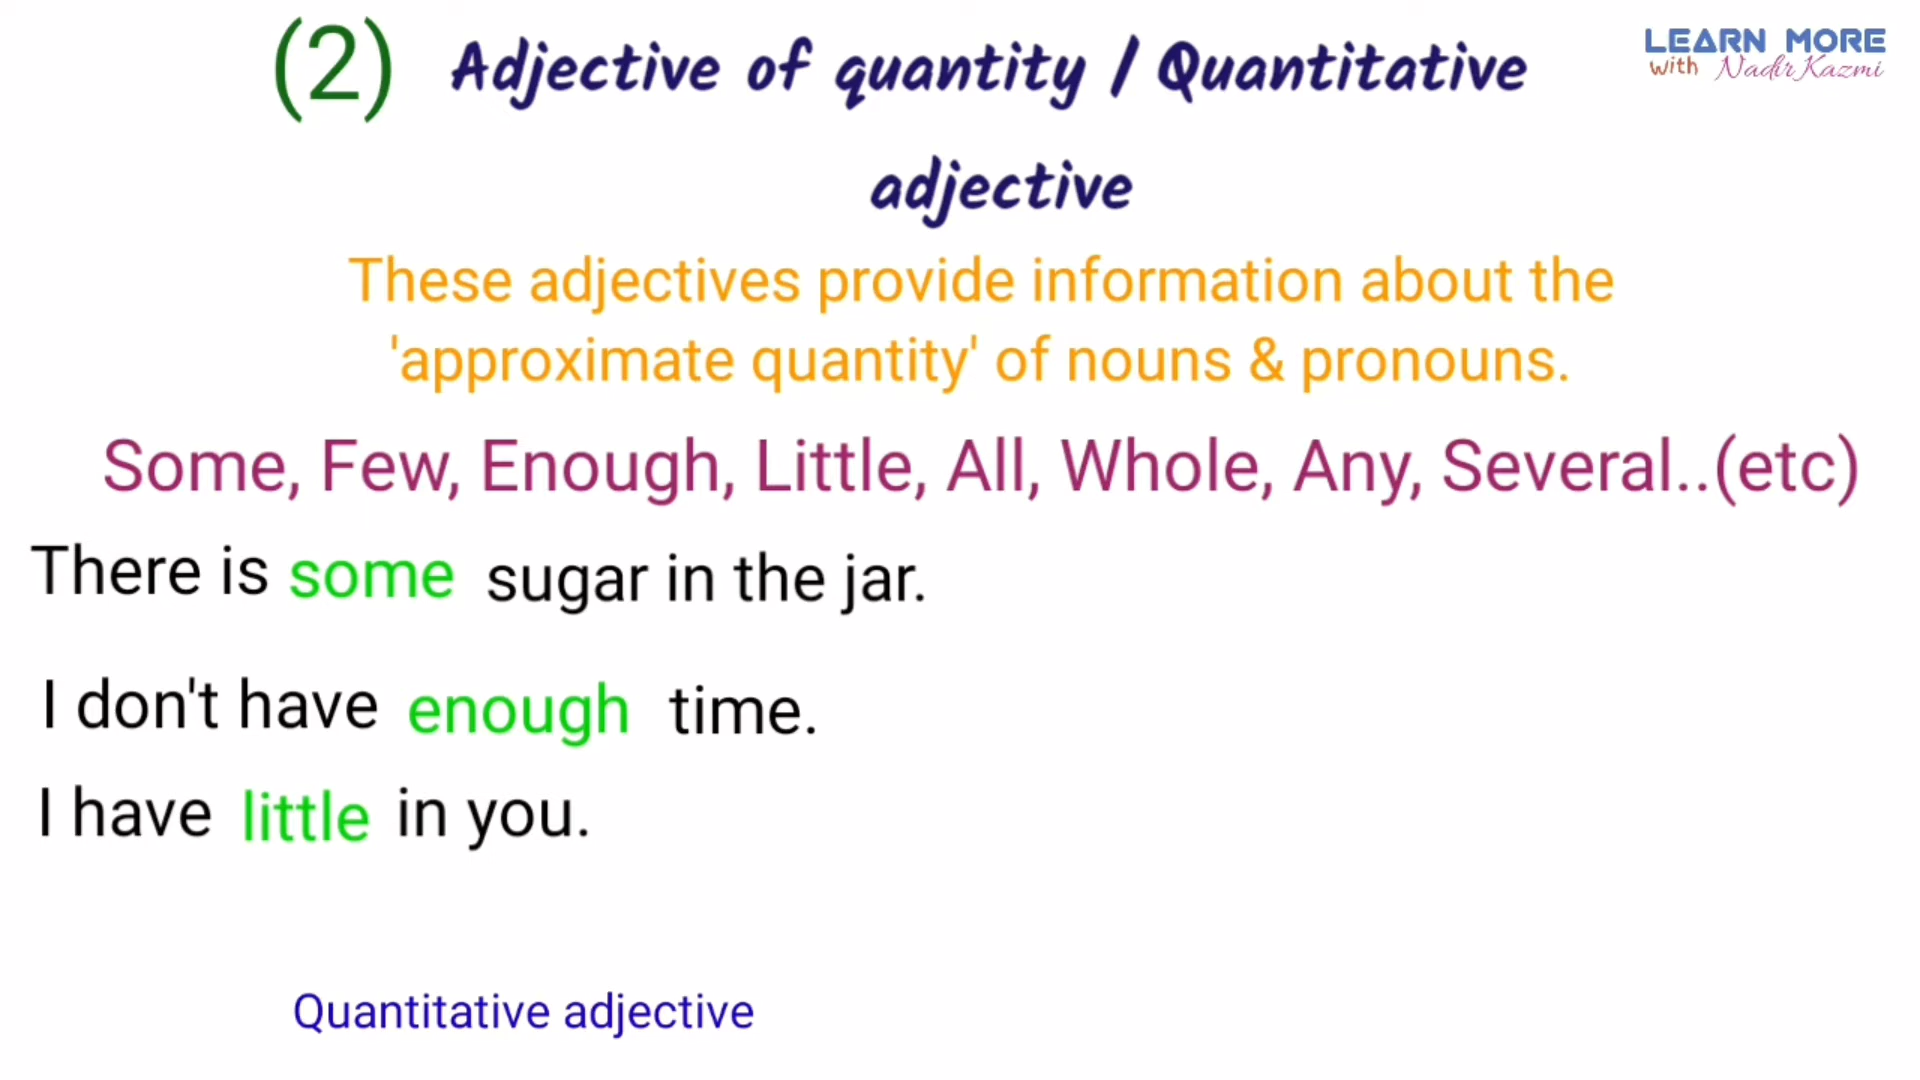 (2) Adjective of quantity / Quantitative
adjective
LEARN MORE
with Nadir Kazmi
These adjectives provide information about the
'approximate quantity' of nouns & pronouns.
Some, Few, Enough, Little, All, Whole, Any, Several..(etc)
There is some sugar in the jar.
I don't have enough time.
I have little in you.
Quantitative adjective